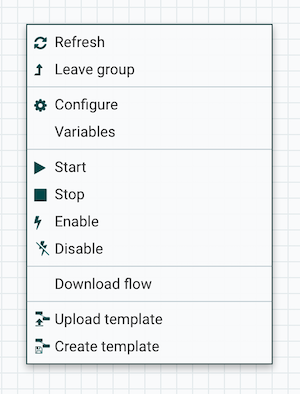 Refresh
Leave group
Configure
Variables
Start
Stop
Enable
Disable
Download flow
Upload template
Create template